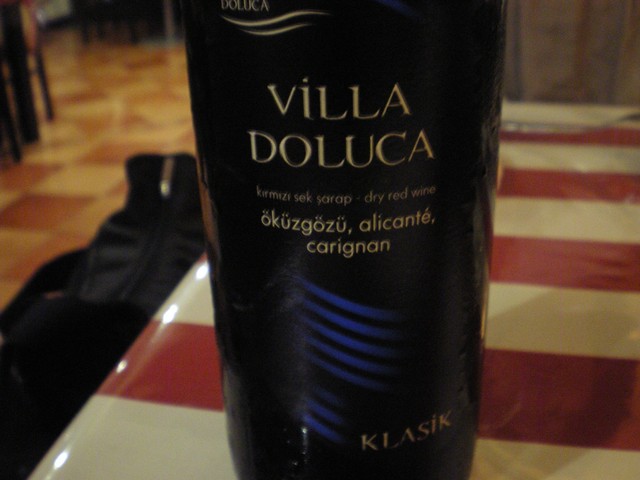 DOLUCA
VİLLA
DOLUCA
kırmızı sek şarap - dry red wine
öküzgözü, alicanté,
carignan
KLASİK